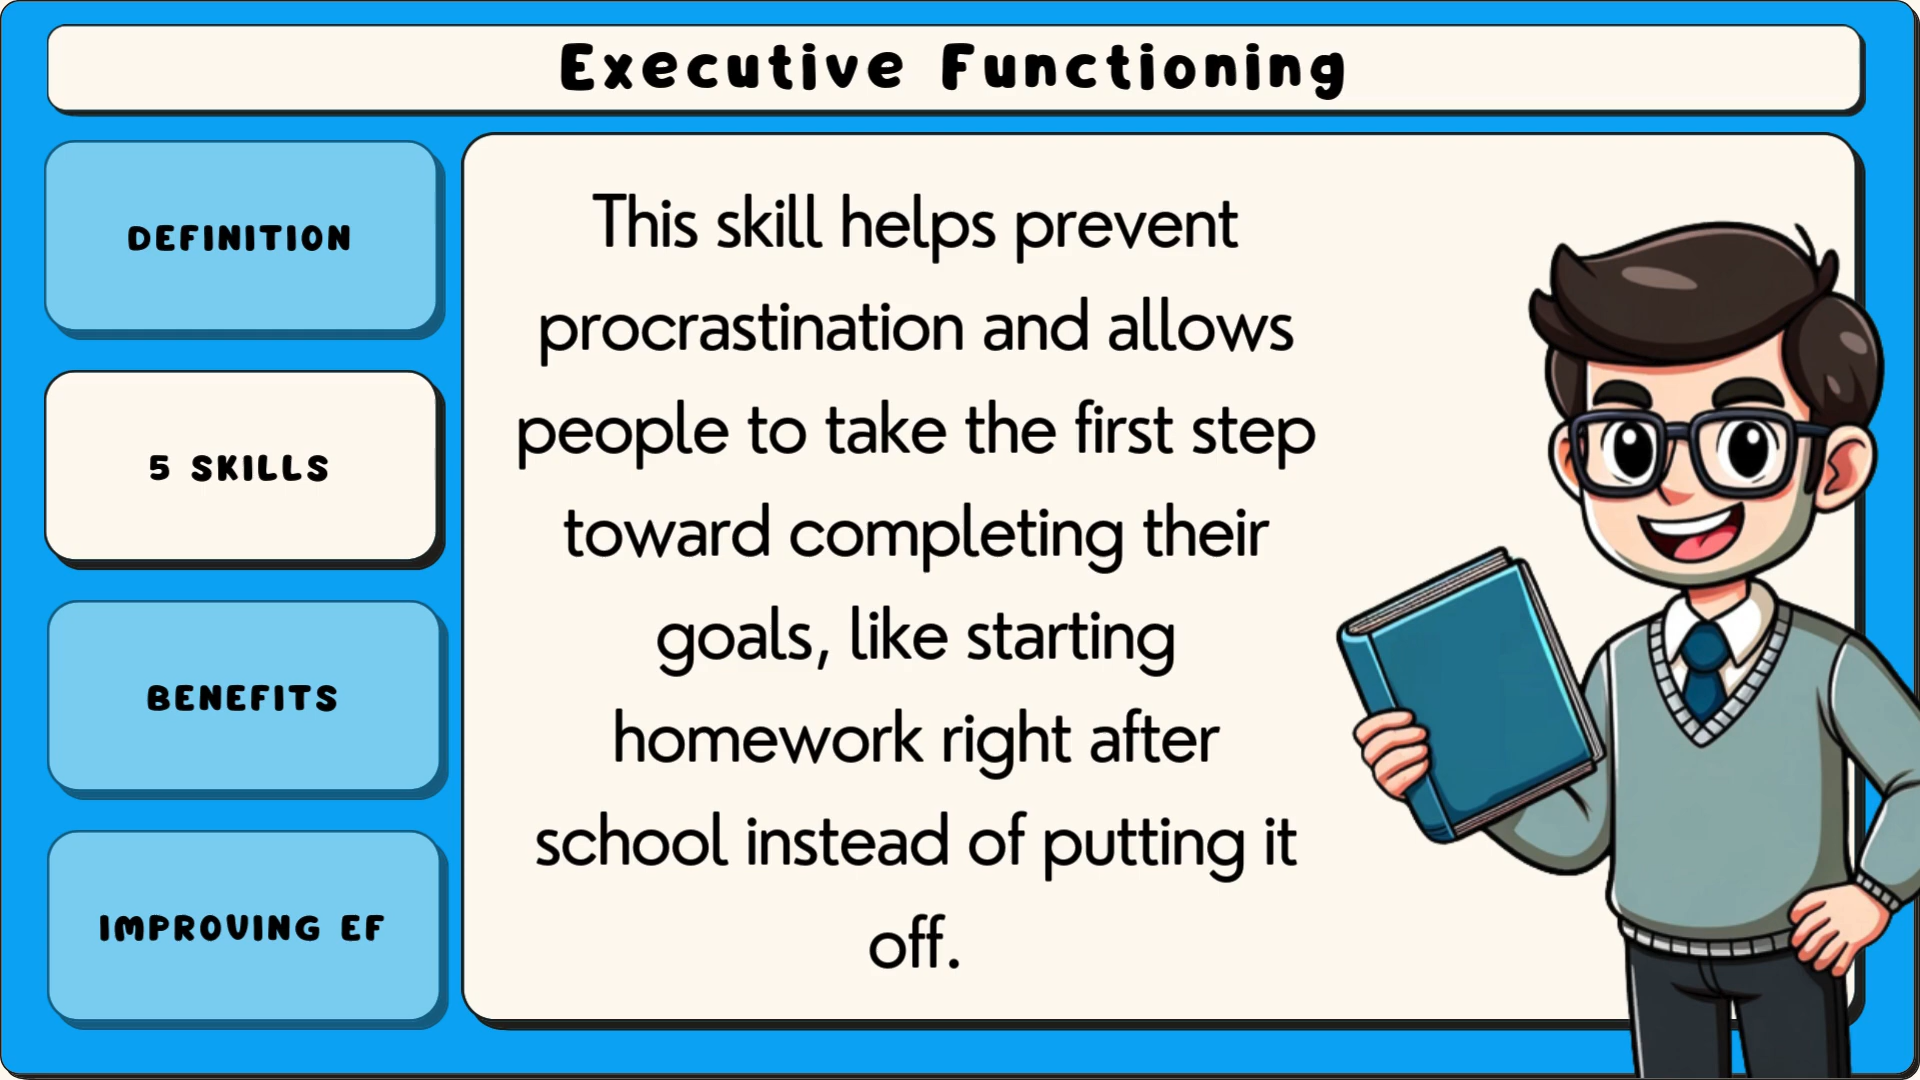 Executive Functioning
DEFINITION
5 SKILLS
BENEFITS
IMPROVING EF
This skill helps prevent
procrastination and allows
people to take the first step
toward completing their
goals, like starting
homework right after
school instead of putting it
off.